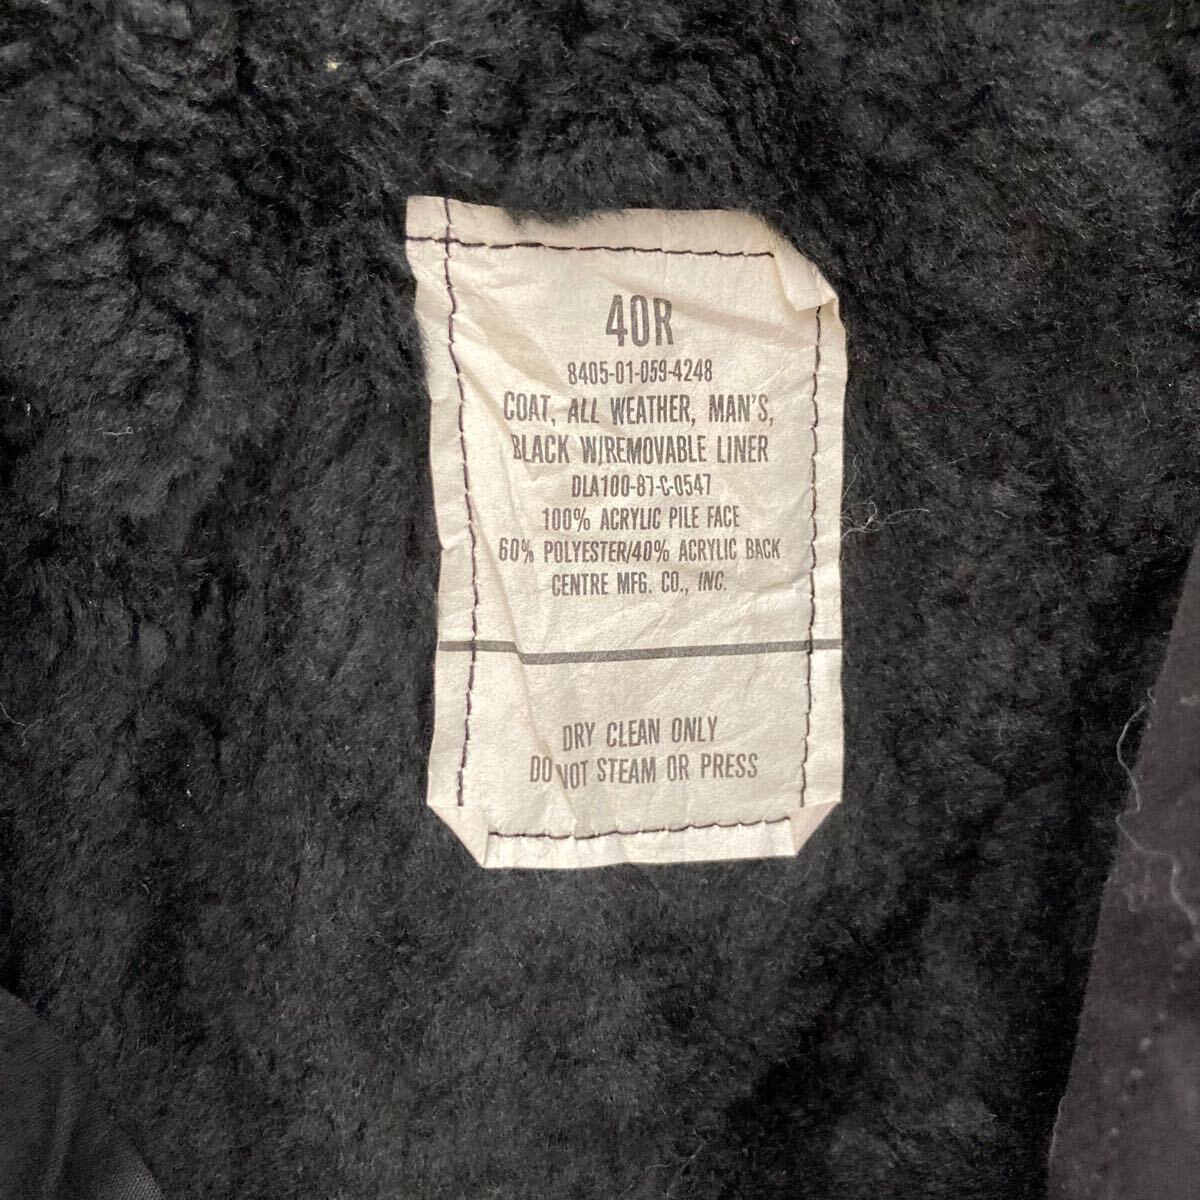 40R
8405-01-059-4248
COAT, ALL WEATHER, MAN'S,
BLACK W/REMOVABLE LINER
DLA100-87-C-0547
100% ACRYLIC PILE FACE
60% POLYESTER/40% ACRYLIC BACK
CENTRE MFG. CO., INC.
DRY CLEAN ONLY
DO NOT STEAM OR PRESS